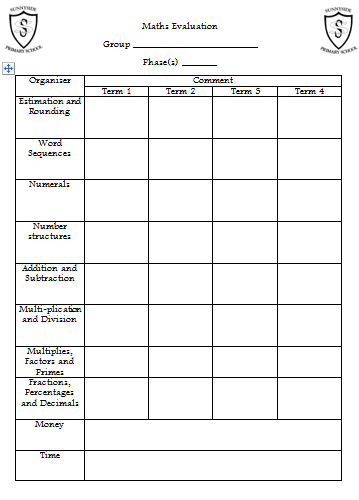 SUNNYSIDE
PRIMARY SCHOOL
Maths Evaluation
SUNNYSIDE
PRIMARY SCHOOL
Group ____________________
Phase(s) ______
Organiser
Comment
Term 1 Term 2 Term 3 Term 4
Estimation and
Rounding
Word
Sequences
Numerals
Number
structures
Addition and
Subtraction
Multi-plication
and Division
Multiplies,
Factors and
Primes
Fractions,
Percentages
and Decimals
Money
Time